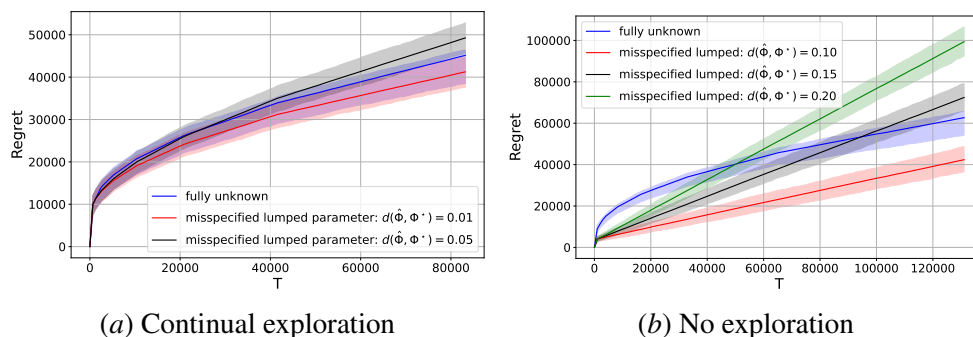 50000
40000
30000
20000
10000
0
Regret
0
20000
40000
60000
80000
T
fully unknown
misspecified lumped parameter: d(Φ̂, Φ⋆) = 0.01
misspecified lumped parameter: d(Φ̂, Φ⋆) = 0.05
(a) Continual exploration
100000
80000
60000
40000
20000
0
Regret
0 20000 40000 60000 80000 100000 120000
T
fully unknown
misspecified lumped: d(Φ̂, Φ⋆) = 0.10
misspecified lumped: d(Φ̂, Φ⋆) = 0.15
misspecified lumped: d(Φ̂, Φ⋆) = 0.20
(b) No exploration